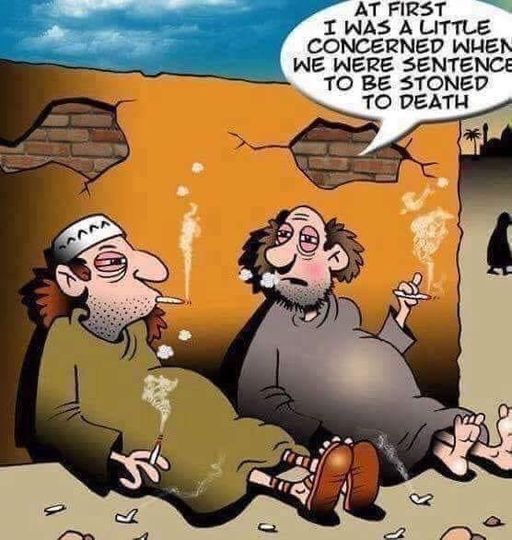 AT FIRST
I WAS A LITTLE
CONCERNED WHEN
WE WERE SENTENCE
TO BE STONED
TO DEATH